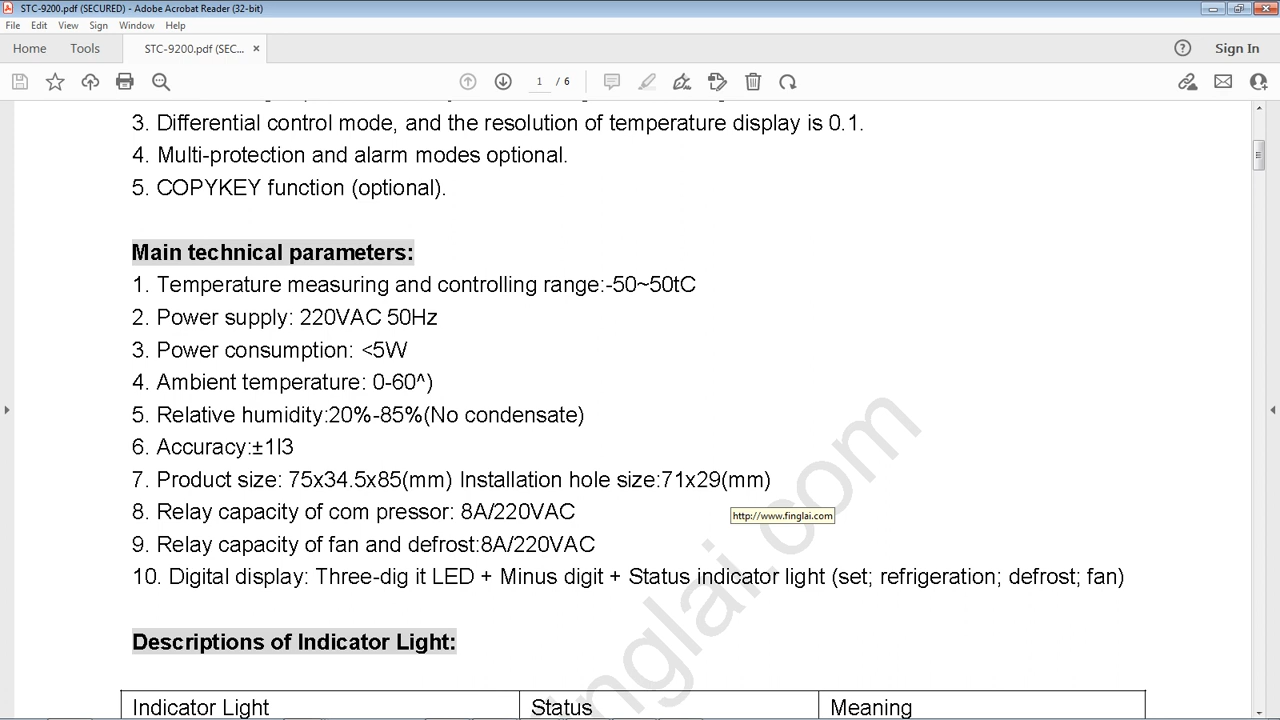 STC-9200.pdf (SECURED) - Adobe Acrobat Reader (32-bit)
File Edit View Sign Window Help
Home Tools STC-9200.pdf (SEC... × Sign In
1 / 6
3. Differential control mode, and the resolution of temperature display is 0.1.
4. Multi-protection and alarm modes optional.
5. COPYKEY function (optional).
Main technical parameters:
1. Temperature measuring and controlling range:-50~50tC
2. Power supply: 220VAC 50Hz
3. Power consumption: <5W
4. Ambient temperature: 0-60^)
5. Relative humidity:20%-85%(No condensate)
6. Accuracy:±1l3
7. Product size: 75x34.5x85(mm) Installation hole size:71x29(mm)
8. Relay capacity of com pressor: 8A/220VAC
http://www.finglai.com
9. Relay capacity of fan and defrost:8A/220VAC
10. Digital display: Three-dig it LED + Minus digit + Status indicator light (set; refrigeration; defrost; fan)
Descriptions of Indicator Light:
Indicator Light Status Meaning
inglai.com